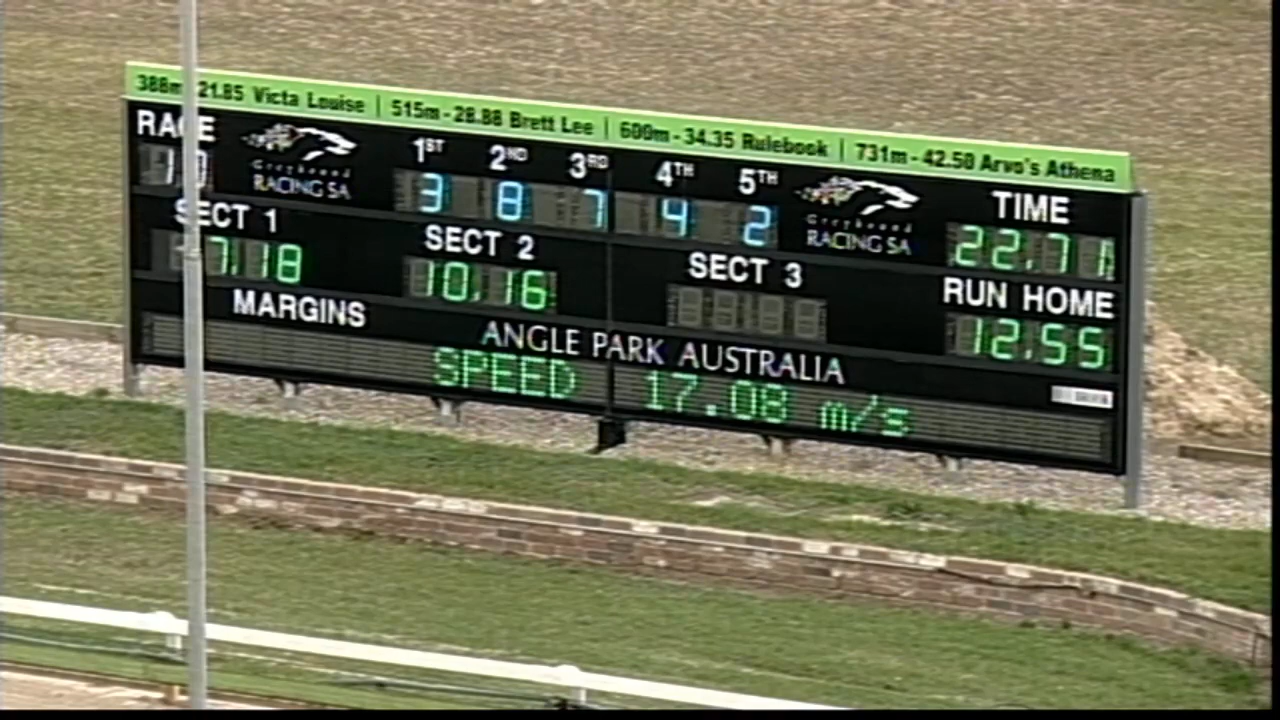 388m-21.85 Victa Louise | 515m-28.88 Brett Lee | 600m-34.35 Rulebook | 731m-42.50 Arvo's Athena
RACE 1ST 2ND 3RD 4TH 5TH TIME
10 Greyhound RACING SA 3 8 7 4 2 Greyhound RACING SA 22.71
SECT 1 SECT 2 SECT 3 RUN HOME
7.18 10.16 12.55
MARGINS ANGLE PARK AUSTRALIA
SPEED 17.08 m/s